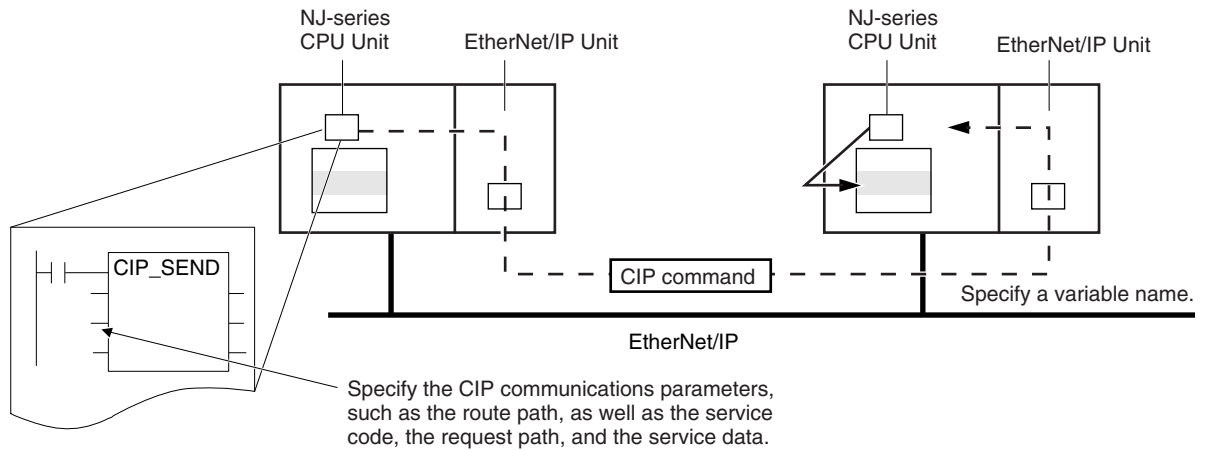 NJ-series
CPU Unit
EtherNet/IP Unit
NJ-series
CPU Unit
EtherNet/IP Unit
CIP_SEND
CIP command
Specify a variable name.
EtherNet/IP
Specify the CIP communications parameters,
such as the route path, as well as the service
code, the request path, and the service data.